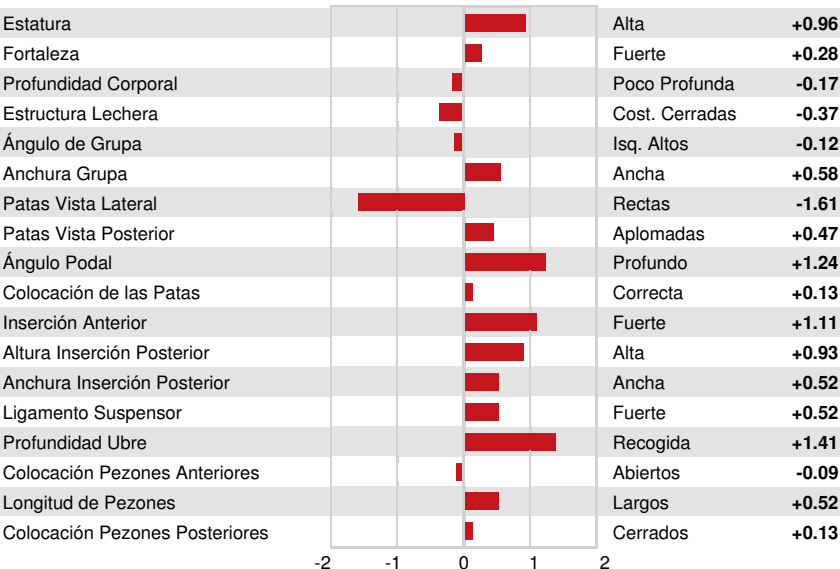 Estatura Alta +0.96
Fortaleza Fuerte +0.28
Profundidad Corporal Poco Profunda -0.17
Estructura Lechera Cost. Cerradas -0.37
Ángulo de Grupa Isq. Altos -0.12
Anchura Grupa Ancha +0.58
Patas Vista Lateral Rectas -1.61
Patas Vista Posterior Aplomadas +0.47
Ángulo Podal Profundo +1.24
Colocación de las Patas Correcta +0.13
Inserción Anterior Fuerte +1.11
Altura Inserción Posterior Alta +0.93
Anchura Inserción Posterior Ancha +0.52
Ligamento Suspensor Fuerte +0.52
Profundidad Ubre Recogida +1.41
Colocación Pezones Anteriores Abiertos -0.09
Longitud de Pezones Largos +0.52
Colocación Pezones Posteriores Cerrados +0.13
-2 -1 0 1 2